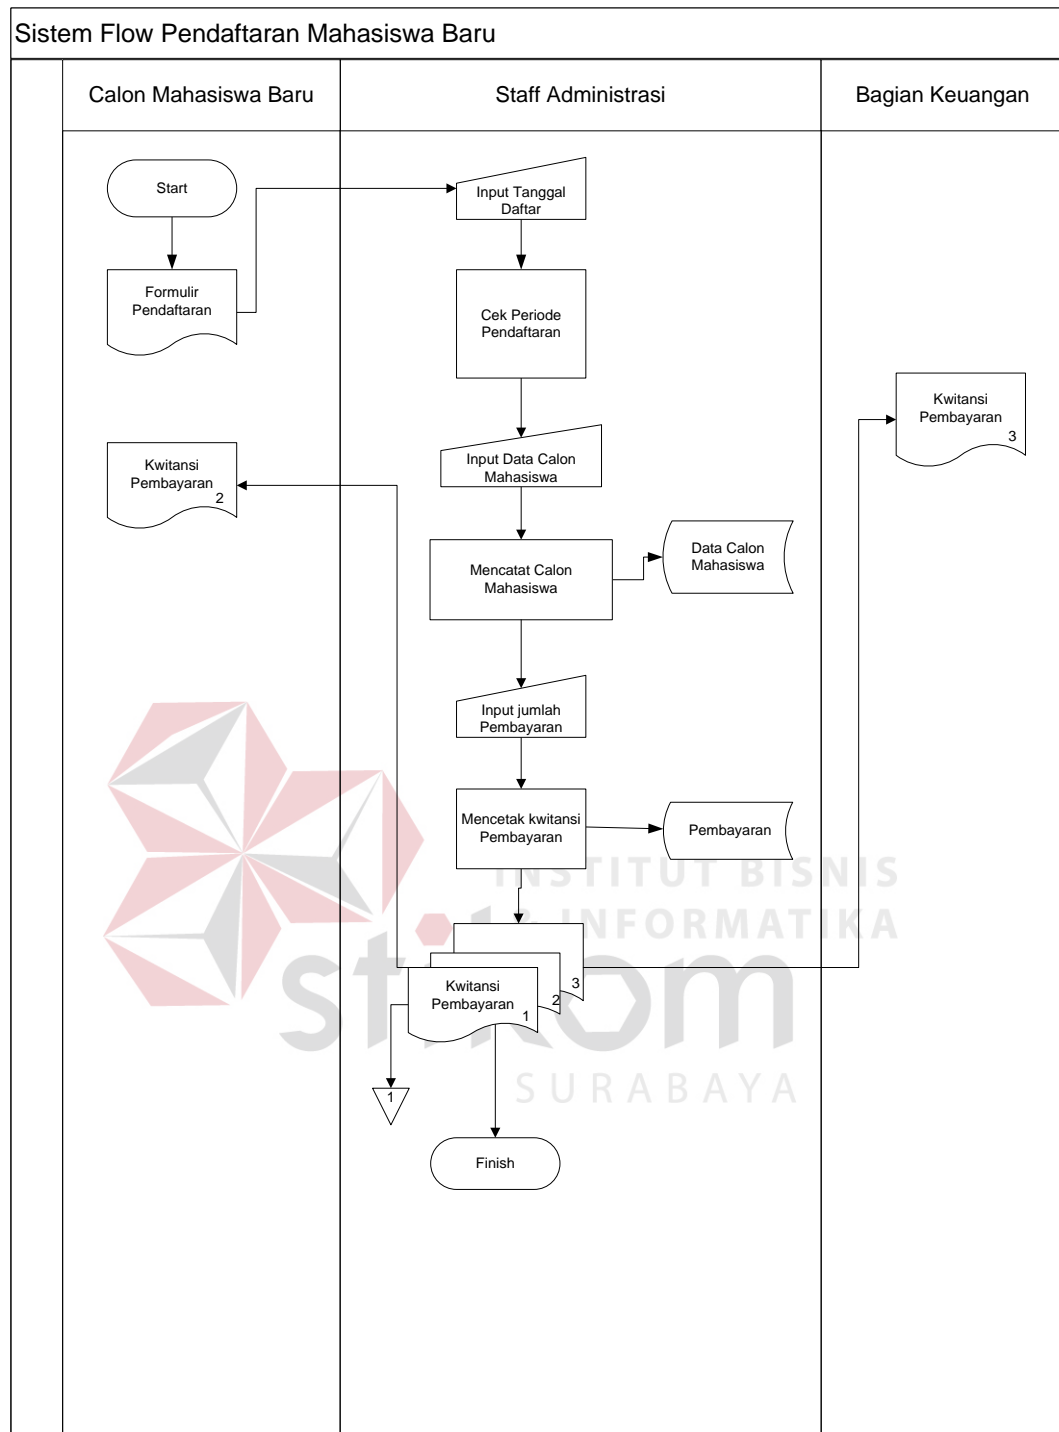 Sistem Flow Pendaftaran Mahasiswa Baru
Calon Mahasiswa Baru
Staff Administrasi
Bagian Keuangan
Start
Input Tanggal
Daftar
Formulir
Pendaftaran
Cek Periode
Pendaftaran
Kwitansi
Pembayaran
3
Kwitansi
Pembayaran
2
Input Data Calon
Mahasiswa
Mencatat Calon
Mahasiswa
Data Calon
Mahasiswa
Input jumlah
Pembayaran
Mencetak kwitansi
Pembayaran
Pembayaran
INSTITUT BISNIS
& INFORMATIKA
stikom
SURABAYA
3
2
Kwitansi
Pembayaran
1
1
Finish